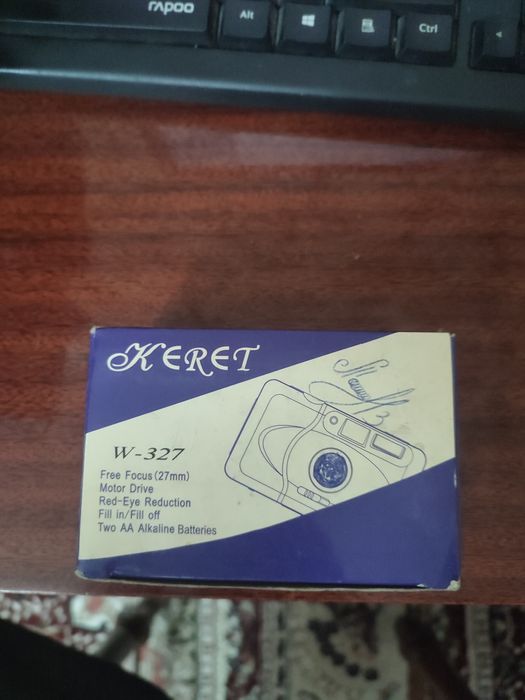 rapoo
Alt
Ctrl
KERET
W-327
Free Focus(27mm)
Motor Drive
Red-Eye Reduction
Fill in/Fill off
Two AA Alkaline Batteries